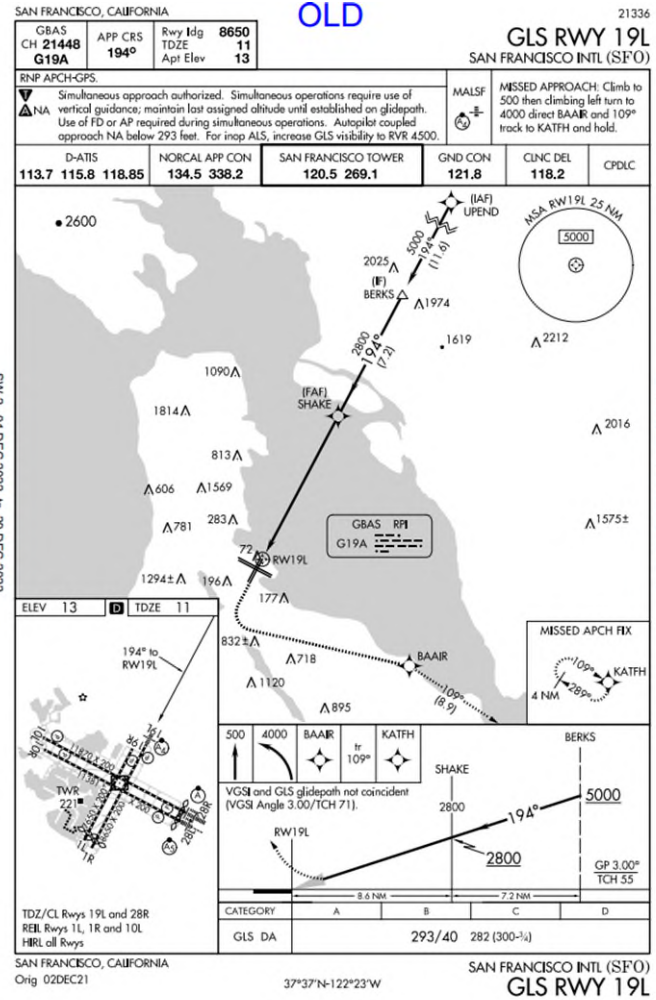 SAN FRANCISCO, CALIFORNIA
OLD
21336
GBAS
CH 21448
G19A
APP CRS
194°
Rwy ldg 8650
TDZE 11
Apt Elev 13
GLS RWY 19L
SAN FRANCISCO INTL (SFO)
RNP APCH-GPS.
T
A NA
Simultaneous approach authorized. Simultaneous operations require use of
vertical guidance; maintain last assigned altitude until established on glidepath.
Use of FD or AP required during simultaneous operations. Autopilot coupled
approach NA below 293 feet. For inop ALS, increase GLS visibility to RVR 4500.
MALSF
MISSED APPROACH: Climb to
500 then climbing left turn to
4000 direct BAAIR and 109°
track to KATFH and hold.
D-ATIS
113.7 115.8 118.85
NORCAL APP CON
134.5 338.2
SAN FRANCISCO TOWER
120.5 269.1
GND CON
121.8
CLNC DEL
118.2
CPDLC
2600
(IAF)
UPEND
5000
194°
(11.6)
MSA RW19L 25 NM
5000
2025
(IF)
BERKS
1974
1619
2212
2800
194°
(7.2)
1090
(FAF)
SHAKE
1814
2016
813
606
1569
283
781
1575±
GBAS RPI
G19A
72
RW19L
1294±
196
177
832±
718
BAAIR
1120
895
109°
(8.9)
MISSED APCH FIX
109°
289°
4 NM
KATFH
ELEV 13
D
TDZE 11
194° to
RW19L
TWR
221
11870 X 200
1L
1R
28L
28R
TDZ/CL Rwys 19L and 28R
REIL Rwys 1L, 1R and 10L
HIRL all Rwys
500
4000
BAAIR
tr
109°
KATFH
VGSI and GLS glidepath not coincident
(VGSI Angle 3.00/TCH 71).
BERKS
SHAKE
2800
5000
194°
2800
RW19L
GP 3.00°
TCH 55
8.6 NM
7.2 NM
CATEGORY A B C D
GLS DA 293/40 282 (300-¾)
SAN FRANCISCO, CALIFORNIA
Orig 02DEC21
37°37'N-122°23'W
SAN FRANCISCO INTL (SFO)
GLS RWY 19L